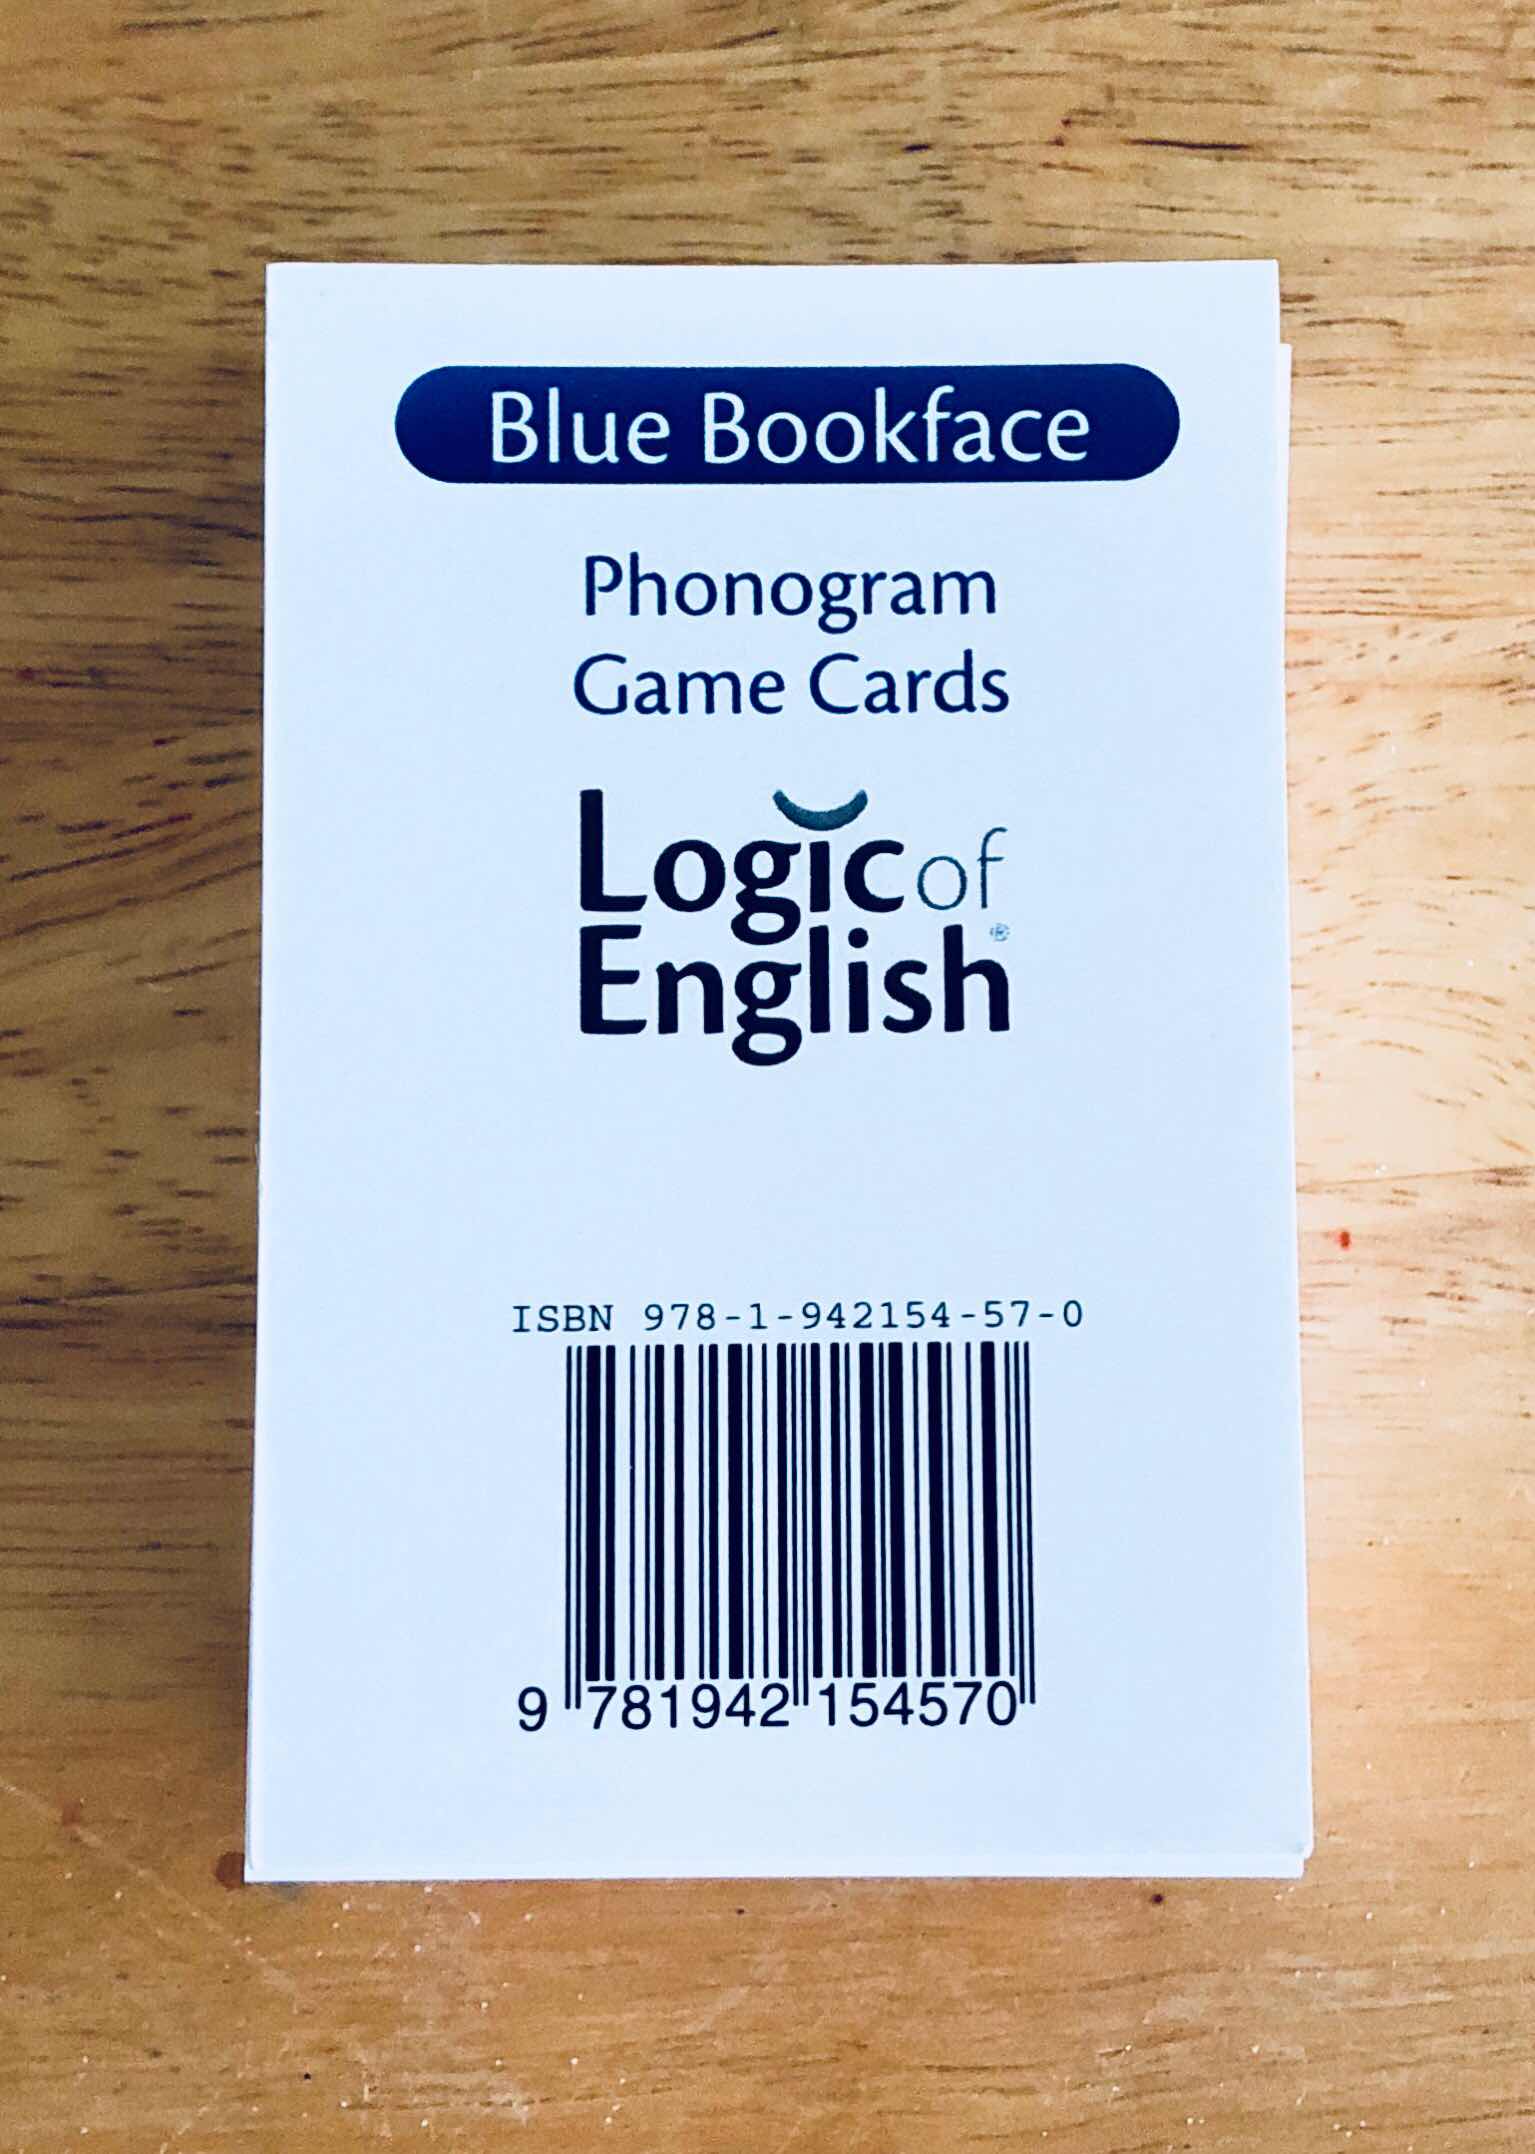 Blue Bookface
Phonogram
Game Cards
Logic of
English®
ISBN 978-1-942154-57-0
9 781942 154570